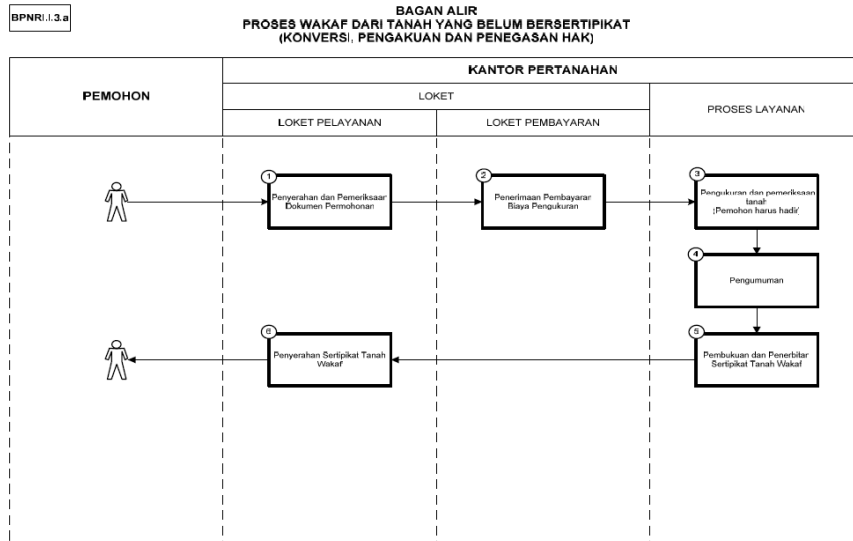 BPNRI.I.3.a
BAGAN ALIR
PROSES WAKAF DARI TANAH YANG BELUM BERSERTIPIKAT
(KONVERSI, PENGAKUAN DAN PENEGASAN HAK)
PEMOHON
KANTOR PERTANAHAN
LOKET
PROSES LAYANAN
LOKET PELAYANAN
LOKET PEMBAYARAN
1
Penyerahan dan Pemeriksaan
Dokumen Permohonan
2
Penerimaan Pembayaran
Biaya Pengukuran
3
Pengukuran dan pemeriksaan
tanah
(Pemohon harus hadir)
4
Pengumuman
5
Pembukuan dan Penerbitan
Sertipikat Tanah Wakaf
6
Penyerahan Sertipikat Tanah
Wakaf